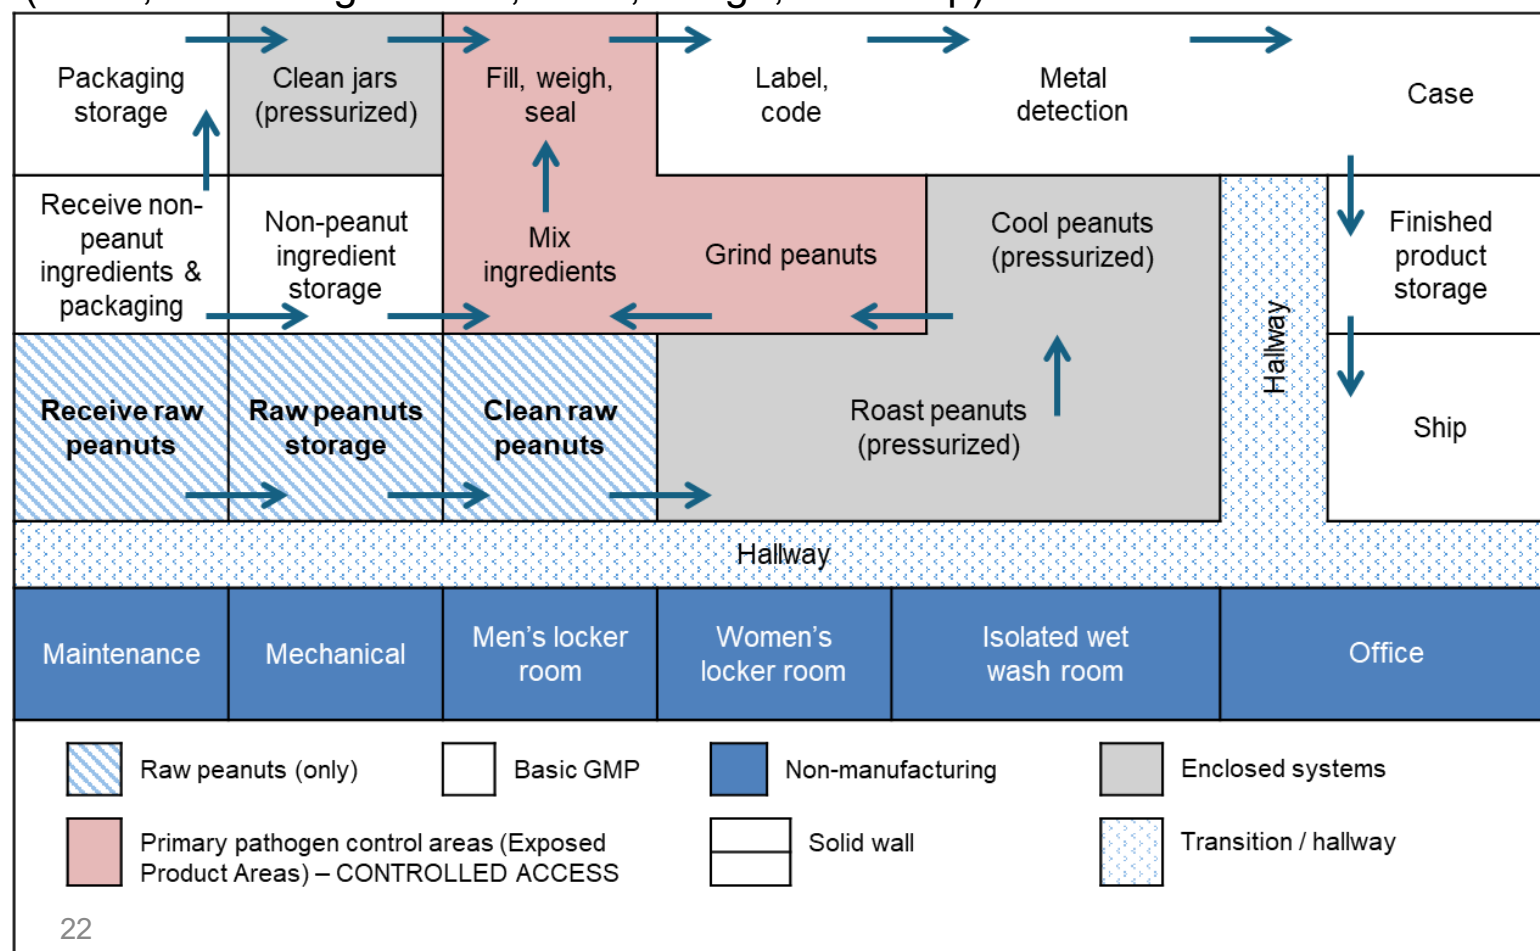 Packaging
storage
Clean jars
(pressurized)
Fill, weigh,
seal
Label,
code
Metal
detection
Case
Receive non-
peanut
ingredients &
packaging
Non-peanut
ingredient
storage
Mix
ingredients
Grind peanuts
Cool peanuts
(pressurized)
Hallway
Finished
product
storage
Receive raw
peanuts
Raw peanuts
storage
Clean raw
peanuts
Roast peanuts
(pressurized)
Ship
Hallway
Maintenance
Mechanical
Men’s locker
room
Women’s
locker room
Isolated wet
wash room
Office
Raw peanuts (only)
Basic GMP
Non-manufacturing
Enclosed systems
Primary pathogen control areas (Exposed
Product Areas) – CONTROLLED ACCESS
Solid wall
Transition / hallway
22